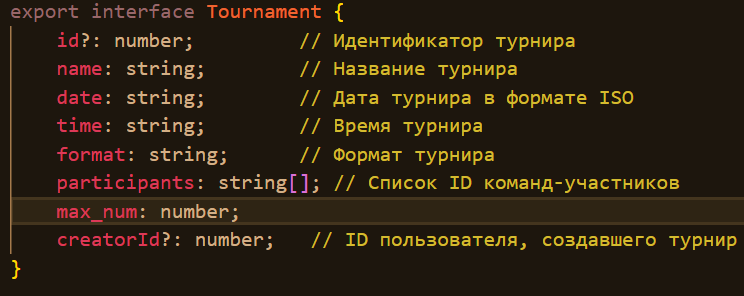 export interface Tournament {
id?: number; // Идентификатор турнира
name: string; // Название турнира
date: string; // Дата турнира в формате ISO
time: string; // Время турнира
format: string; // Формат турнира
participants: string[]; // Список ID команд-участников
max_num: number;
creatorId?: number; // ID пользователя, создавшего турнир
}